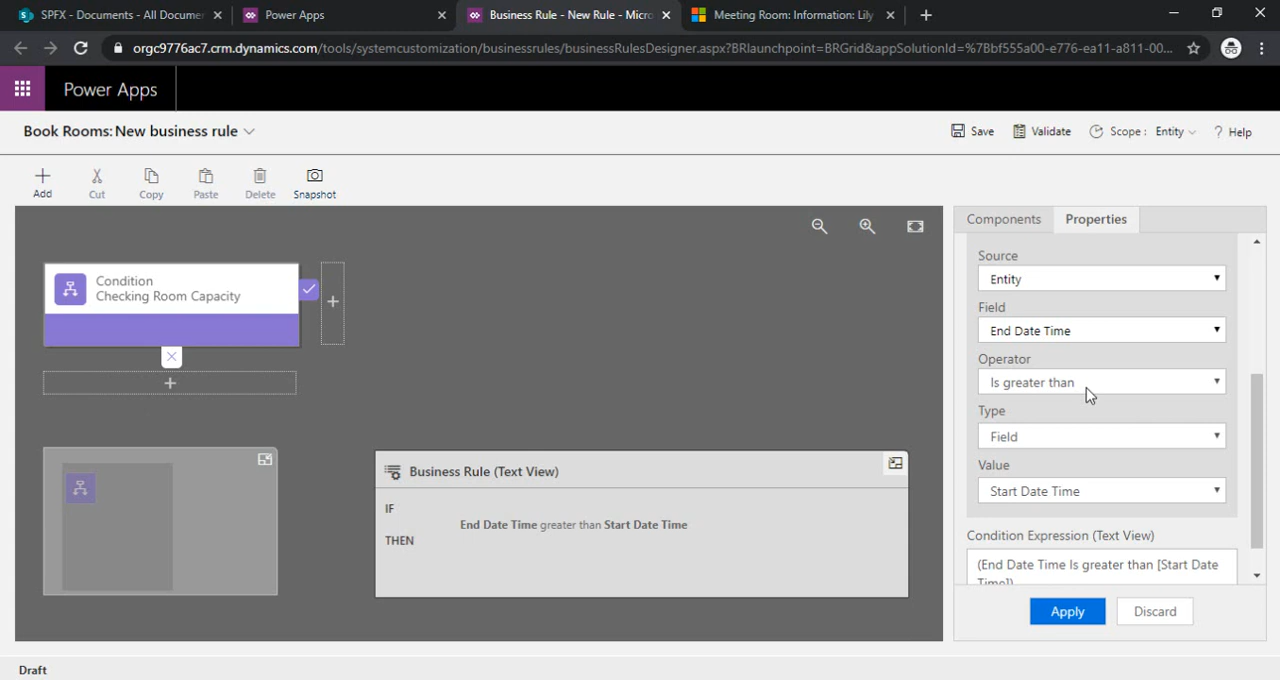 SPFX - Documents - All Documen
Power Apps
Business Rule - New Rule - Micro
Meeting Room: Information: Lily
orgc9776ac7.crm.dynamics.com/tools/systemcustomization/businessrules/businessRulesDesigner.aspx?BRlaunchpoint=BRGrid&appSolutionId=%7bf555a00-e776-ea11-a811-00...
Power Apps
Book Rooms: New business rule
Save
Validate
Scope :
Entity
? Help
Add
Cut
Copy
Paste
Delete
Snapshot
Components
Properties
Condition
Checking Room Capacity
Source
Entity
Field
End Date Time
Operator
Is greater than
Type
Field
Value
Start Date Time
Condition Expression (Text View)
(End Date Time Is greater than [Start Date
Time])
Apply
Discard
Business Rule (Text View)
IF
End Date Time greater than Start Date Time
THEN
Draft